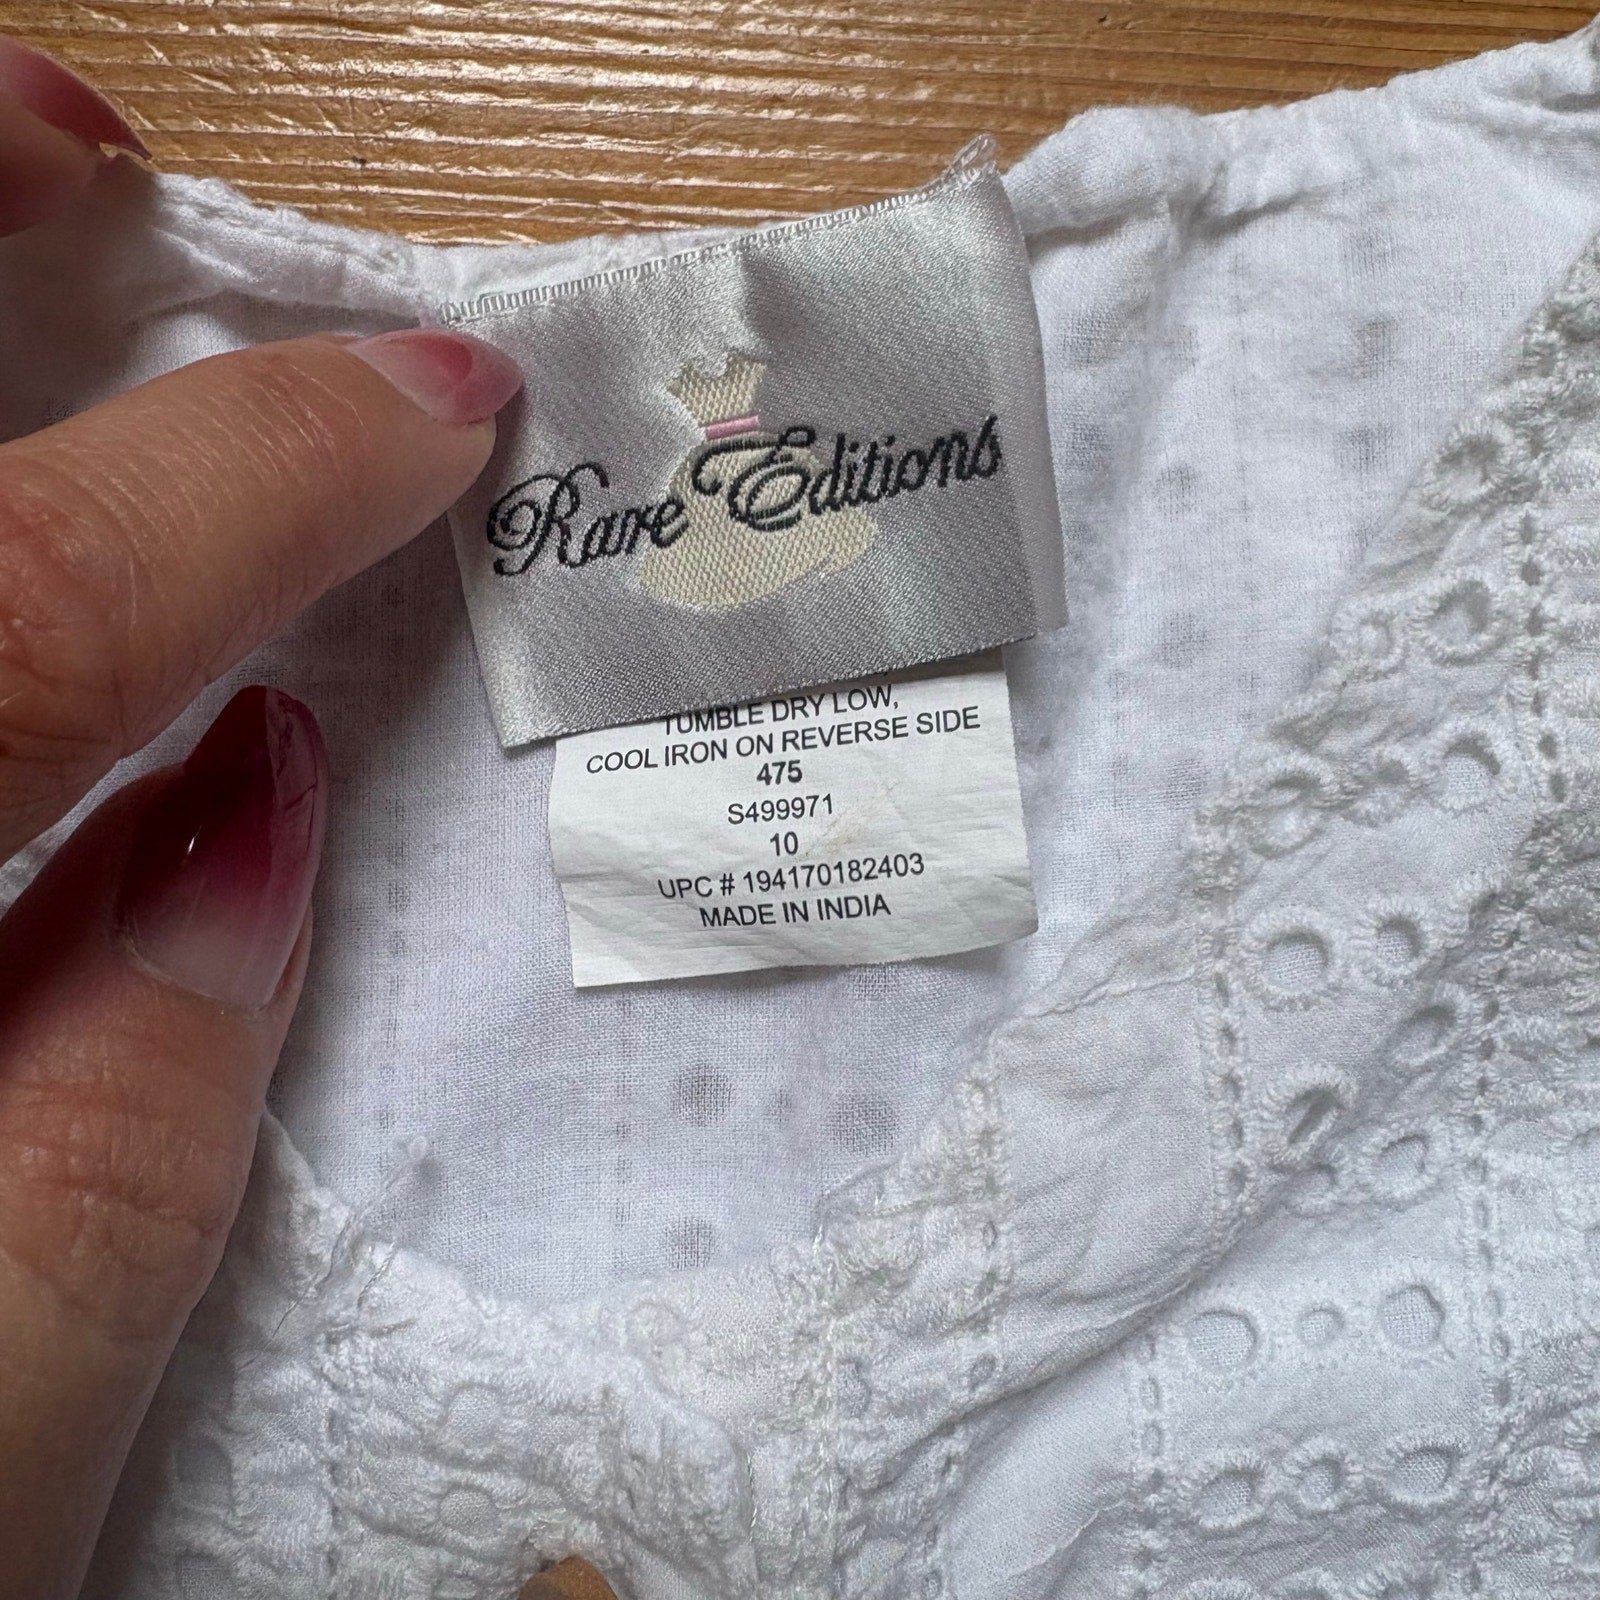 Rare Editions
TUMBLE DRY LOW,
COOL IRON ON REVERSE SIDE
475
S499971
10
UPC # 194170182403
MADE IN INDIA